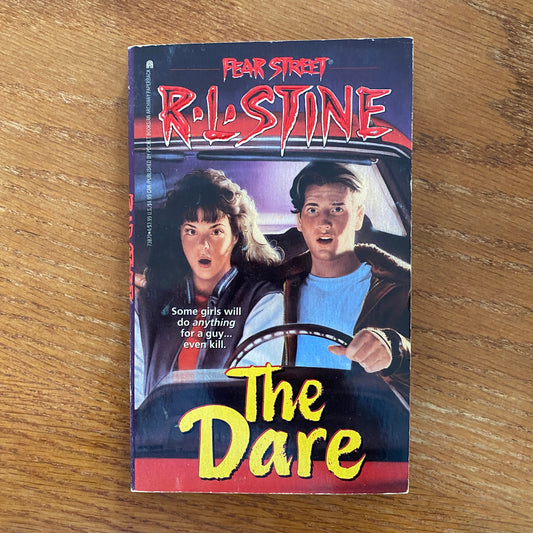 FEAR STREET®
R·L·STINE
Some girls will
do anything
for a guy...
even kill.
The
Dare